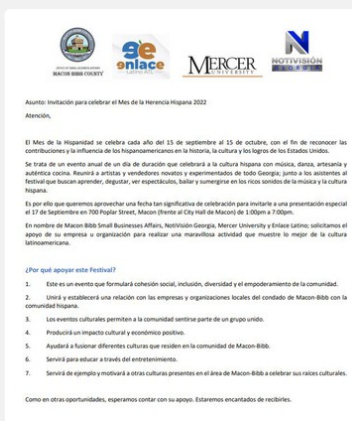 MACON BIBB COUNTY
enlace
Latino Atl.
MERCER
UNIVERSITY
NOTIVISIÓN
GEORGIA
Asunto: Invitación para celebrar el Mes de la Herencia Hispana 2022
Atención,
El Mes de la Hispanidad se celebra cada año del 15 de septiembre al 15 de octubre, con el fin de reconocer las
contribuciones y la influencia de los hispanoamericanos en la historia, la cultura y los logros de los Estados Unidos.
Se trata de un evento anual de un día de duración que celebrará a la cultura hispana con música, danza, artesanía y
auténtica cocina. Reunirá a artistas y vendedores novatos y experimentados de todo Georgia; junto a los asistentes al
festival que buscan aprender, degustar, ver espectáculos, bailar y sumergirse en los ricos sonidos de la música y la cultura
hispana.
Es por ello que queremos aprovechar una fecha tan significativa de celebración para invitarle a una presentación especial
el 17 de Septiembre en 700 Poplar Street, Macon (frente al City Hall de Macon) de 1:00pm a 7:00pm.
En nombre de Macon Bibb Small Businesses Affairs, NotiVisión Georgia, Mercer University y Enlace Latino; solicitamos el
apoyo de su empresa u organización para realizar una maravillosa actividad que muestre lo mejor de la cultura
latinoamericana.
¿Por qué apoyar este Festival?
1. Este es un evento que formulará cohesión social, inclusión, diversidad y el empoderamiento de la comunidad.
2. Unirá y establecerá una relación con las empresas y organizaciones locales del condado de Macon-Bibb con la
comunidad hispana.
3. Los eventos culturales permiten a la comunidad sentirse parte de un grupo unido.
4. Producirá un impacto cultural y económico positivo.
5. Ayudará a fusionar diferentes culturas que residen en la comunidad de Macon-Bibb.
6. Servirá para educar a través del entretenimiento.
7. Servirá de ejemplo y motivará a otras culturas presentes en el área de Macon-Bibb a celebrar sus raíces culturales.
Como en otras oportunidades, esperamos contar con su apoyo. Estaremos encantados de recibirles.